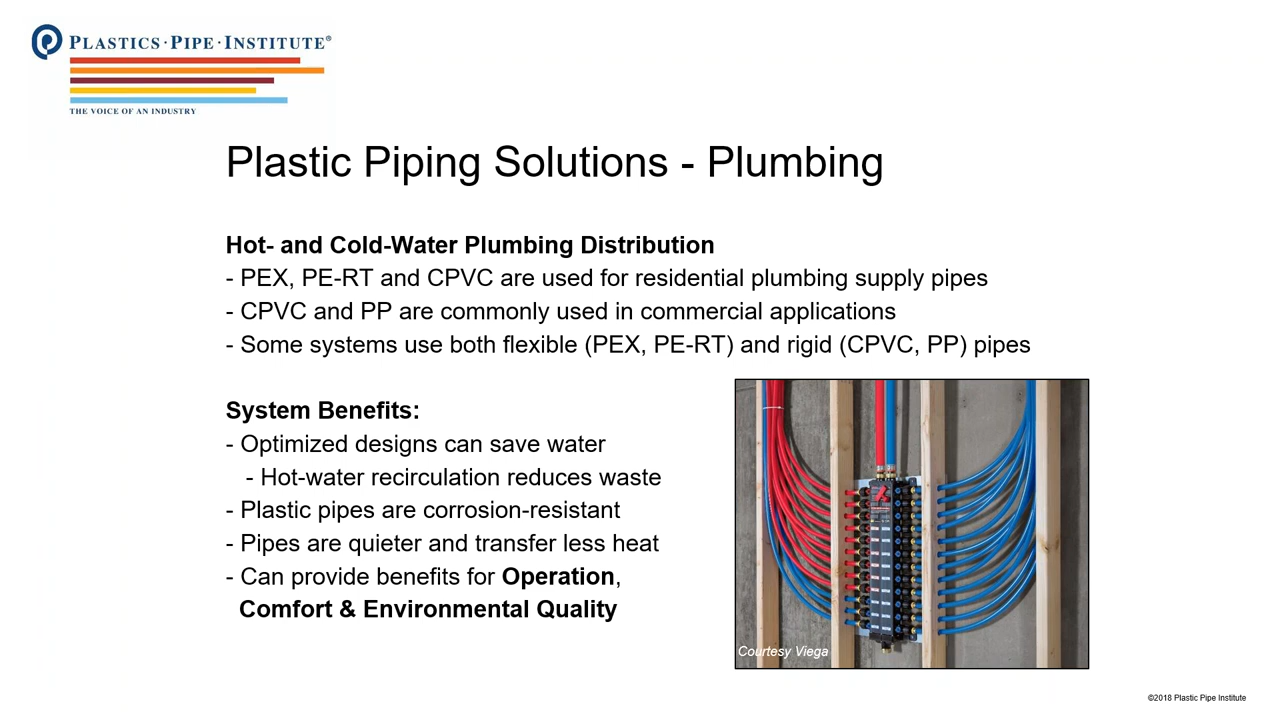 PLASTICS·PIPE·INSTITUTE®
THE VOICE OF AN INDUSTRY
Plastic Piping Solutions - Plumbing
Hot- and Cold-Water Plumbing Distribution
- PEX, PE-RT and CPVC are used for residential plumbing supply pipes
- CPVC and PP are commonly used in commercial applications
- Some systems use both flexible (PEX, PE-RT) and rigid (CPVC, PP) pipes
System Benefits:
- Optimized designs can save water
- Hot-water recirculation reduces waste
- Plastic pipes are corrosion-resistant
- Pipes are quieter and transfer less heat
- Can provide benefits for Operation,
Comfort & Environmental Quality
Courtesy Viega
©2018 Plastic Pipe Institute